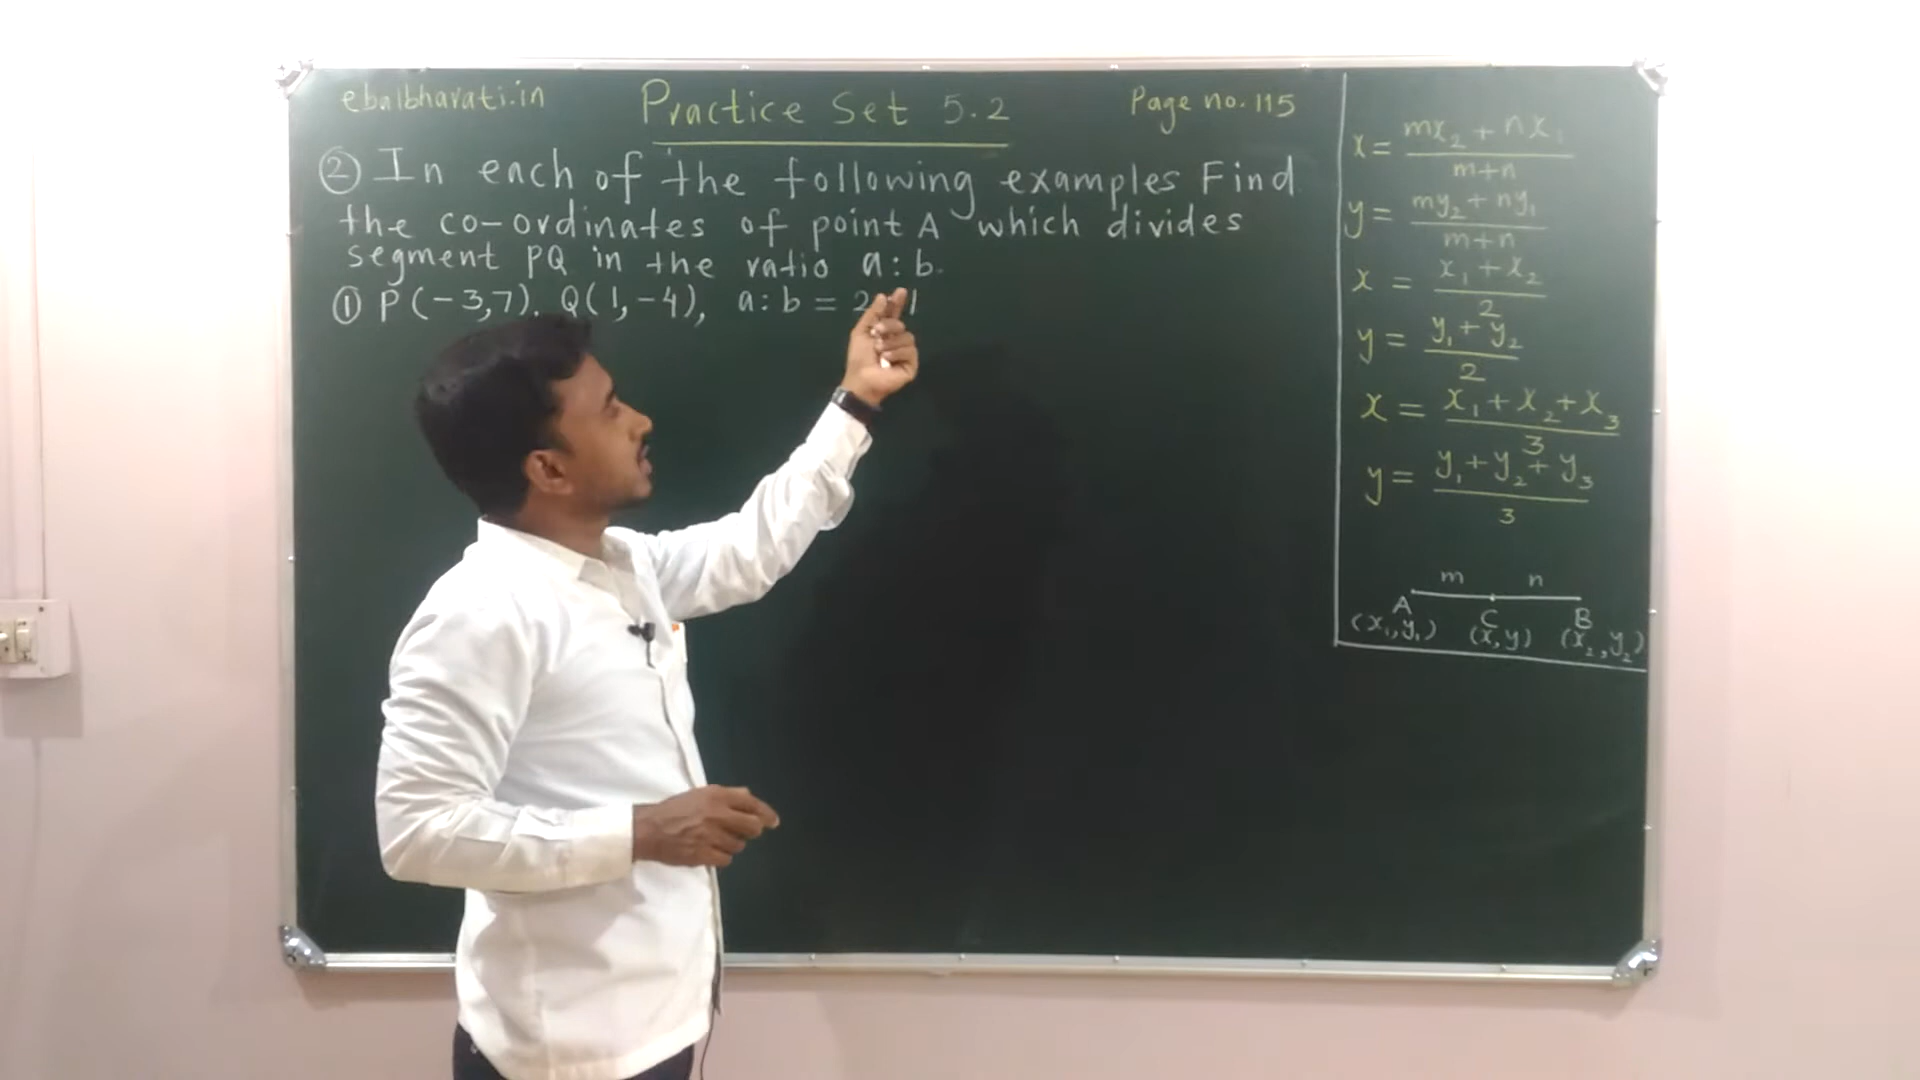 ebalbharati.in
Practice Set 5.2
Page no. 115
② In each of the following examples Find
the co-ordinates of point A which divides
segment PQ in the ratio a:b.
① P(-3,7), Q(1,-4), a:b = 2:1
x = mx₂ + nx₁ / m+n
y = my₂ + ny₁ / m+n
x = x₁ + x₂ / 2
y = y₁ + y₂ / 2
x = x₁ + x₂ + x₃ / 3
y = y₁ + y₂ + y₃ / 3
m n
A C B
(x₁,y₁) (x,y) (x₂,y₂)